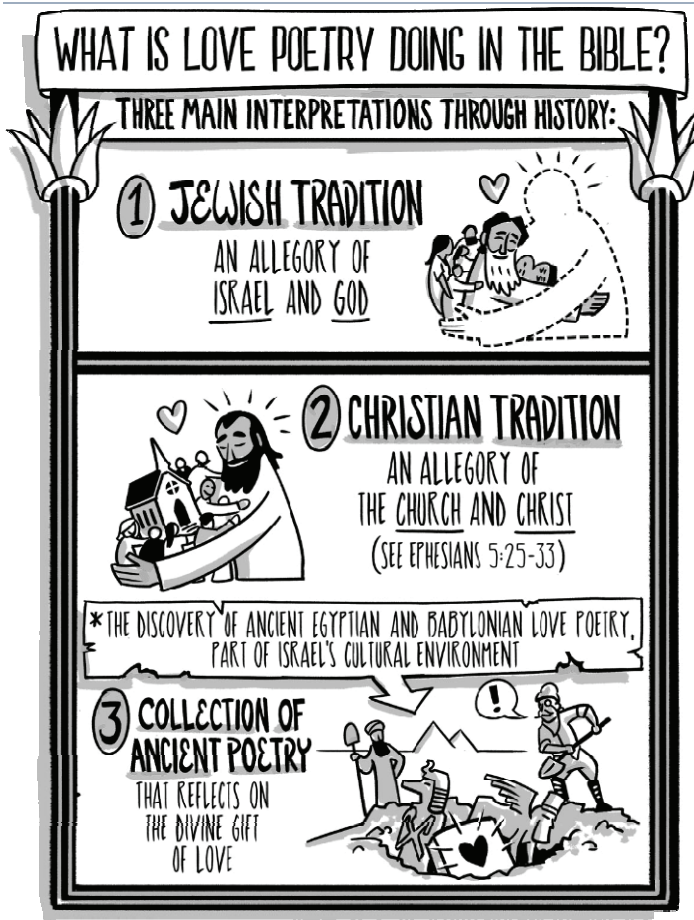 WHAT IS LOVE POETRY DOING IN THE BIBLE?
THREE MAIN INTERPRETATIONS THROUGH HISTORY:
1 JEWISH TRADITION
AN ALLEGORY OF
ISRAEL AND GOD
2 CHRISTIAN TRADITION
AN ALLEGORY OF
THE CHURCH AND CHRIST
(SEE EPHESIANS 5:25-33)
*THE DISCOVERY OF ANCIENT EGYPTIAN AND BABYLONIAN LOVE POETRY,
PART OF ISRAEL'S CULTURAL ENVIRONMENT
!
3 COLLECTION OF
ANCIENT POETRY
THAT REFLECTS ON
THE DIVINE GIFT
OF LOVE